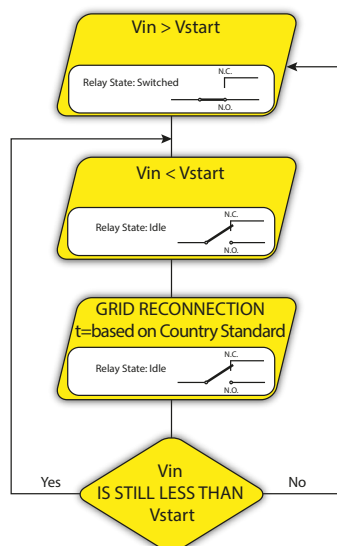 Vin > Vstart
N.C.
Relay State: Switched
N.O.
Vin < Vstart
N.C.
Relay State: Idle
N.O.
GRID RECONNECTION
t=based on Country Standard
N.C.
Relay State: Idle
N.O.
Yes
Vin
IS STILL LESS THAN
Vstart
No